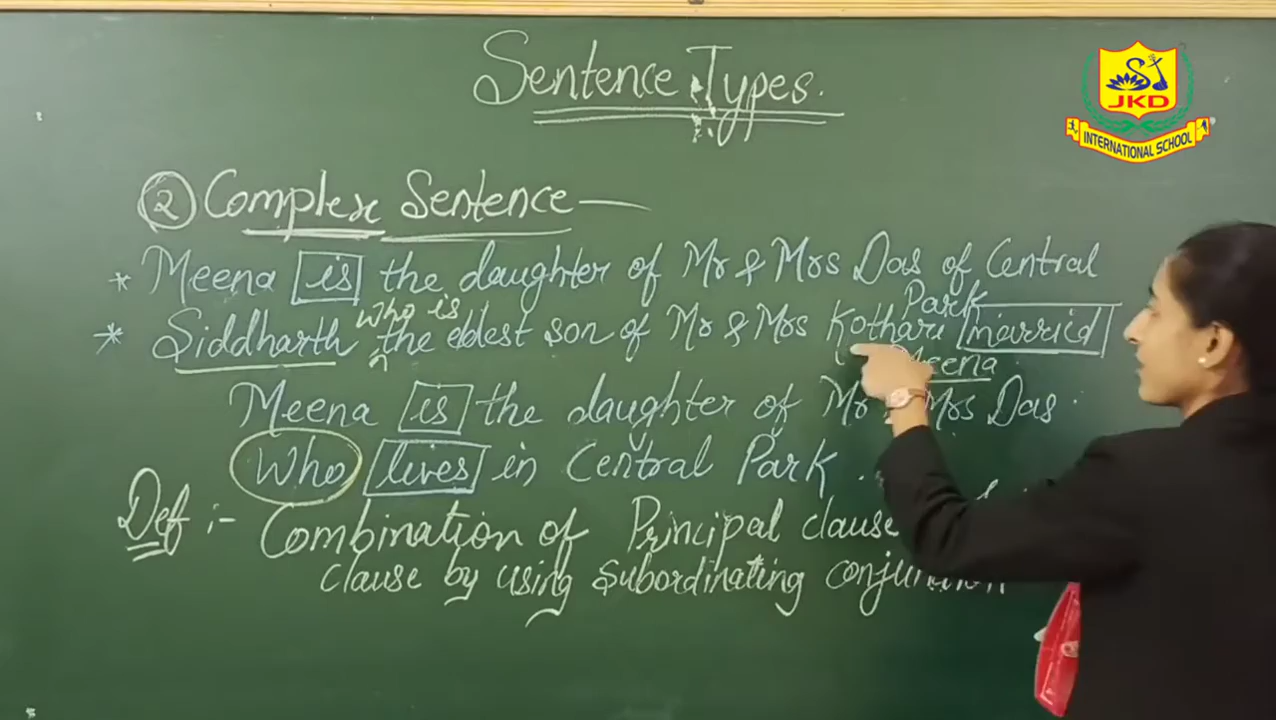 Sentence Types.
② Complex Sentence —
* Meena is the daughter of Mr & Mrs Das of Central
Park
who is
* Siddharth ^ the eldest son of Mr & Mrs Kothari married
Meena
Meena is the daughter of Mr Mrs Das.
Who lives in Central Park.
Def :- Combination of Principal clause
clause by using Subordinating conjunction
JKD
INTERNATIONAL SCHOOL